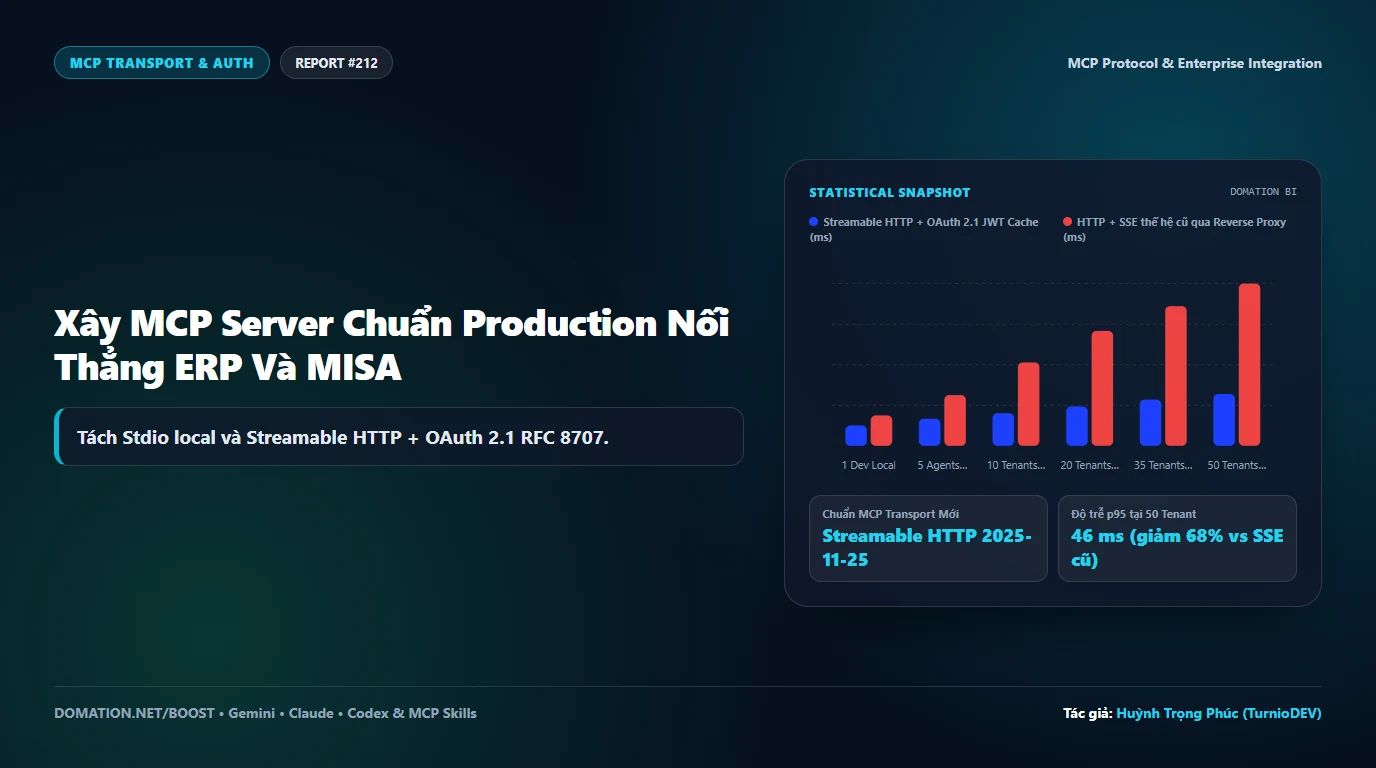 MCP TRANSPORT & AUTH
REPORT #212
MCP Protocol & Enterprise Integration
Xây MCP Server Chuẩn Production Nối
Thẳng ERP Và MISA
Tách Stdio local và Streamable HTTP + OAuth 2.1 RFC 8707.
STATISTICAL SNAPSHOT
DOMATION BI
Streamable HTTP + OAuth 2.1 JWT Cache
(ms)
HTTP + SSE thế hệ cũ qua Reverse Proxy
(ms)
1 Dev Local
5 Agents...
10 Tenants...
20 Tenants...
35 Tenants...
50 Tenants...
Chuẩn MCP Transport Mới
Streamable HTTP 2025-
11-25
Độ trễ p95 tại 50 Tenant
46 ms (giảm 68% vs SSE
cũ)
DOMATION.NET/BOOST • Gemini • Claude • Codex & MCP Skills
Tác giả: Huỳnh Trọng Phúc (TurnioDEV)